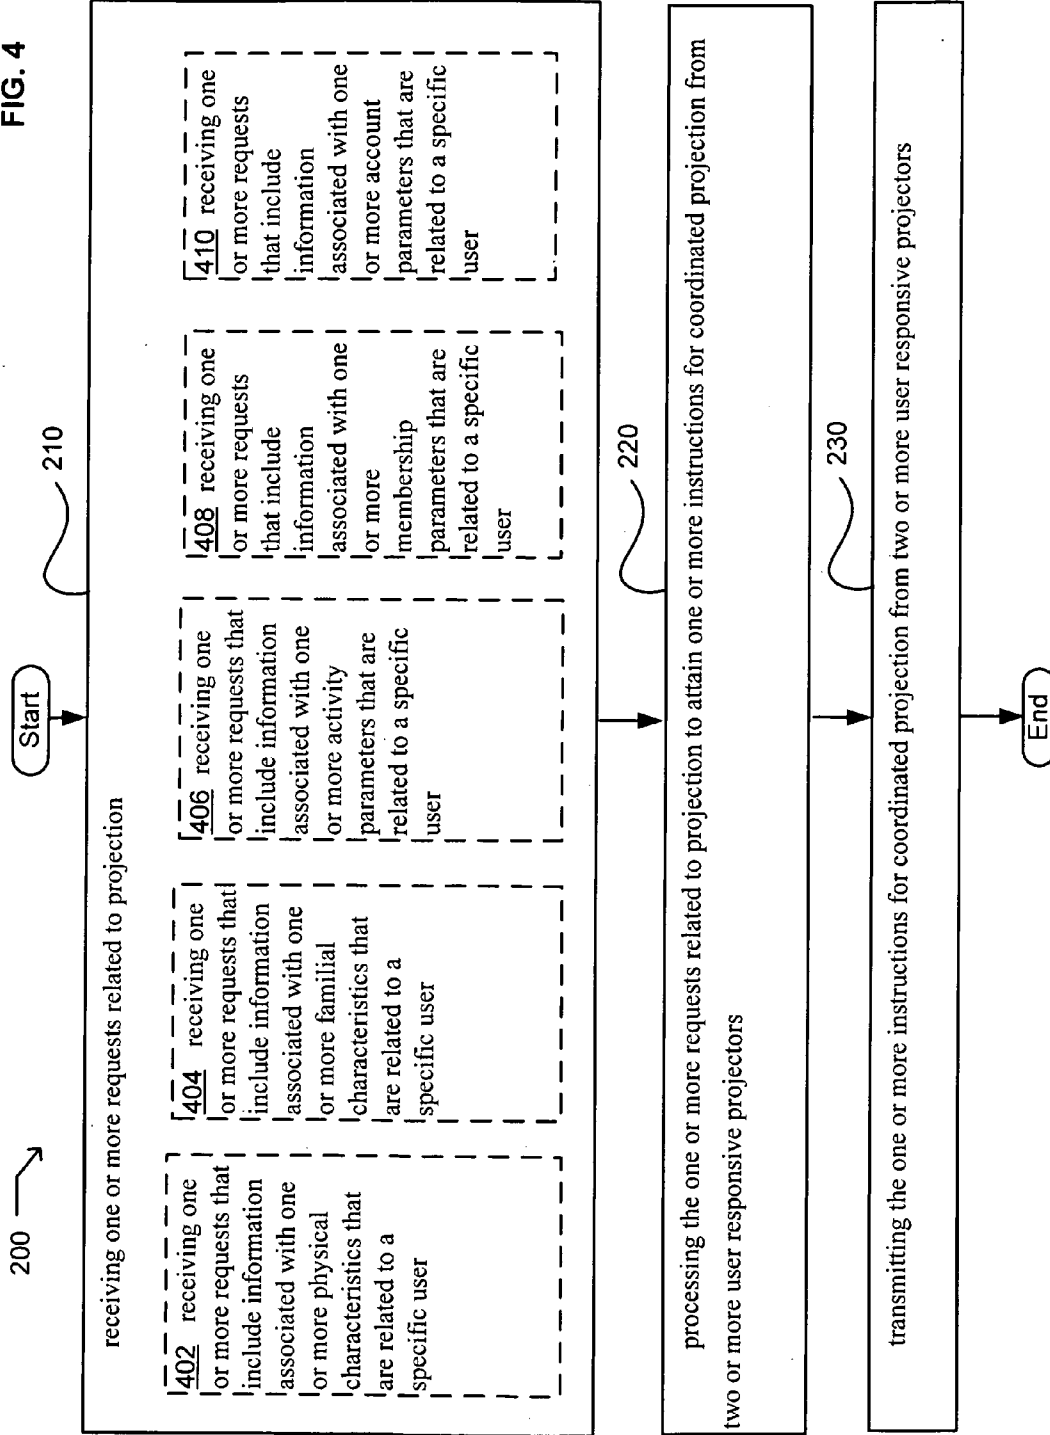 FIG. 4
200
Start
210
receiving one or more requests related to projection
402 receiving one
or more requests that
include information
associated with one
or more physical
characteristics that
are related to a
specific user
404 receiving one
or more requests that
include information
associated with one
or more familial
characteristics that
are related to a
specific user
406 receiving one
or more requests that
include information
associated with one
or more activity
parameters that are
related to a specific
user
408 receiving one
or more requests
that include
information
associated with one
or more
membership
parameters that are
related to a specific
user
410 receiving one
or more requests
that include
information
associated with one
or more account
parameters that are
related to a specific
user
220
processing the one or more requests related to projection to attain one or more instructions for coordinated projection from
two or more user responsive projectors
230
transmitting the one or more instructions for coordinated projection from two or more user responsive projectors
End